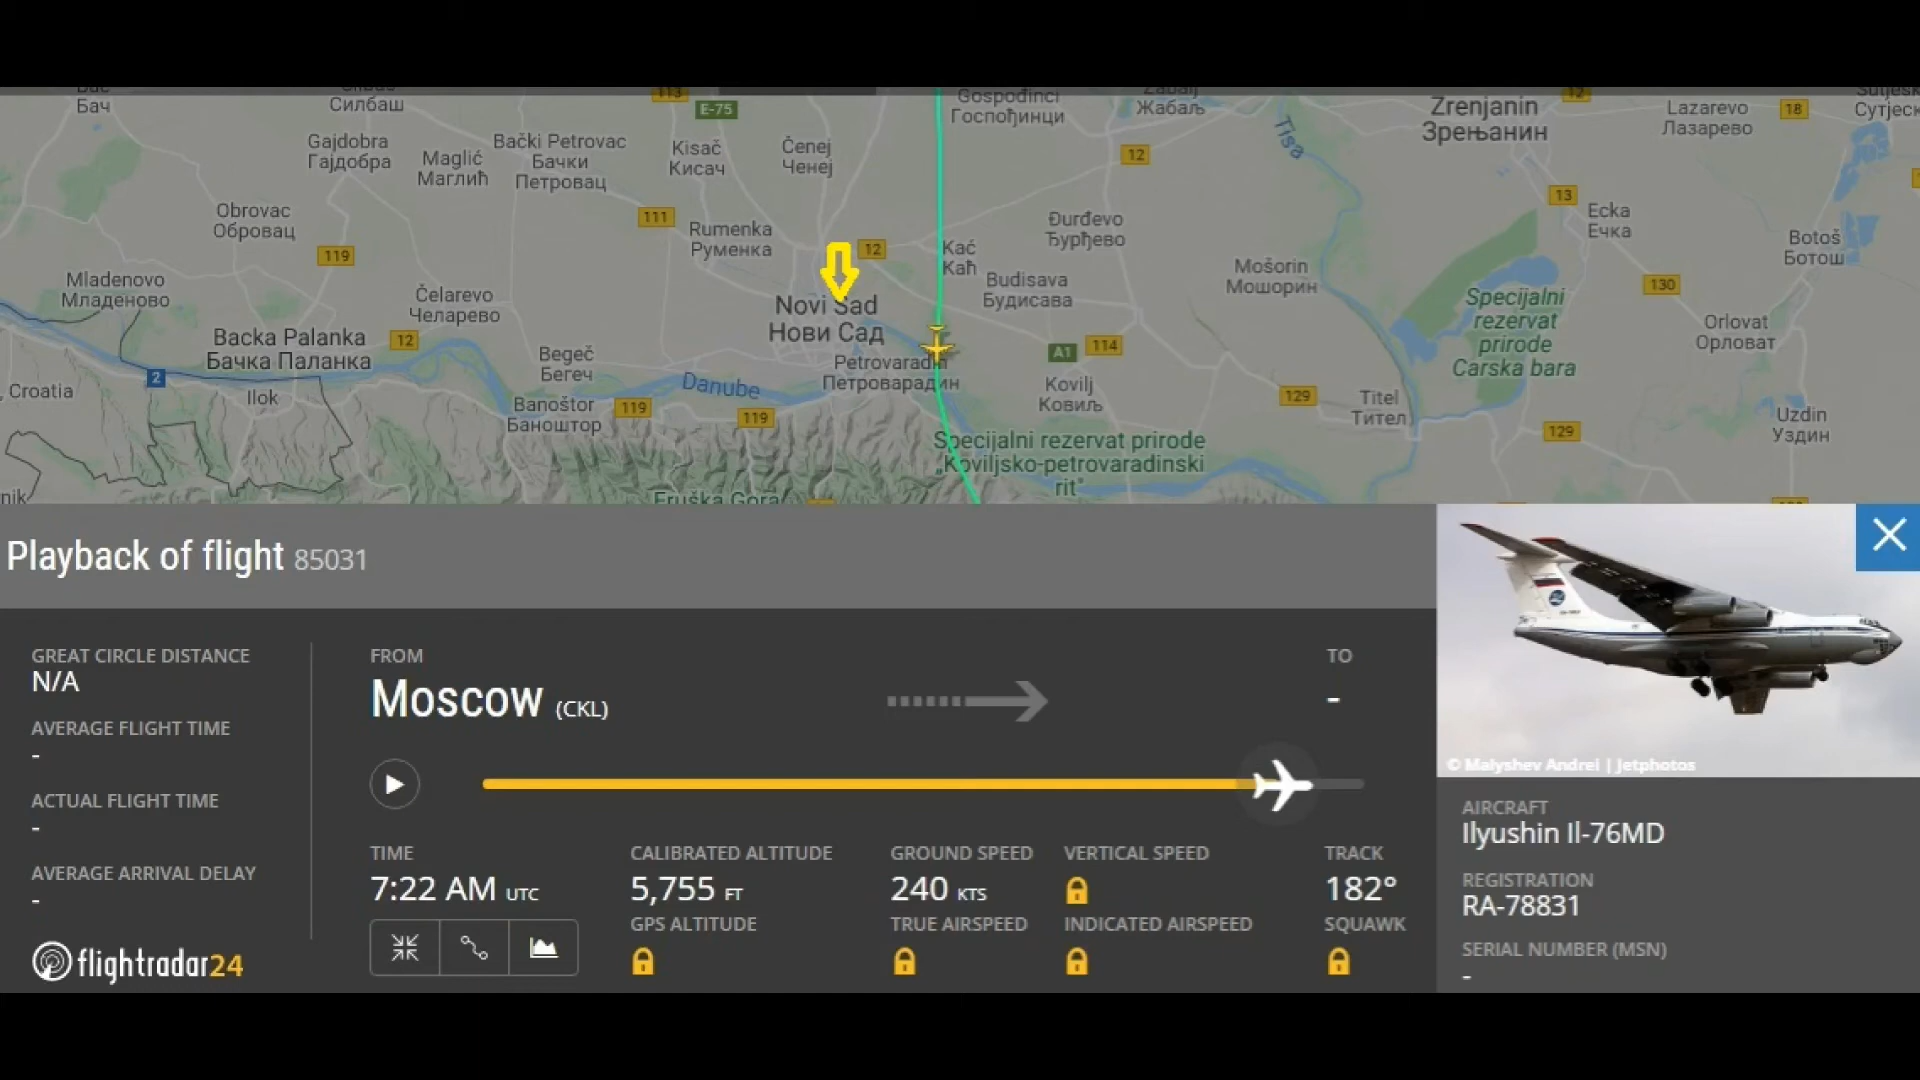 Бач
Силбаш
113
E-75
Gospođinci
Госпођинци
Žabalj
Жабаљ
Zrenjanin
Зрењанин
12
Lazarevo
Лазарево
18
Gajdobra
Гајдобра
Maglić
Маглић
Bački Petrovac
Бачки
Петровац
Kisač
Кисач
Čenej
Ченеј
12
Tisa
Obrovac
Обровац
119
111
Rumenka
Руменка
12
Kać
Каћ
Đurđevo
Ђурђево
13
Ecka
Ечка
Botoš
Ботош
Mladenovo
Младеново
Čelarevo
Челарево
Novi Sad
Нови Сад
Budisava
Будисава
Mošorin
Мошорин
130
Specijalni
rezervat
prirode
Carska bara
Orlovat
Орловат
Backa Palanka
Бачка Паланка
12
Begeč
Бегеч
Petrovaradin
Петроварадин
A1
114
2
Croatia
Ilok
Banoštor
Баноштор
119
Danube
119
Kovilj
Ковиљ
129
Titel
Тител
129
Uzdin
Уздин
Specijalni rezervat prirode
„Koviljsko-petrovaradinski
rit"
nik
Fruška Gora
Playback of flight 85031
GREAT CIRCLE DISTANCE
N/A
AVERAGE FLIGHT TIME
-
ACTUAL FLIGHT TIME
-
AVERAGE ARRIVAL DELAY
-
flightradar24
FROM
Moscow (CKL)
TO
-
TIME
7:22 AM UTC
CALIBRATED ALTITUDE
5,755 FT
GPS ALTITUDE
GROUND SPEED
240 KTS
TRUE AIRSPEED
VERTICAL SPEED
INDICATED AIRSPEED
TRACK
182°
SQUAWK
© Malyshev Andrei | Jetphotos
AIRCRAFT
Ilyushin Il-76MD
REGISTRATION
RA-78831
SERIAL NUMBER (MSN)
-